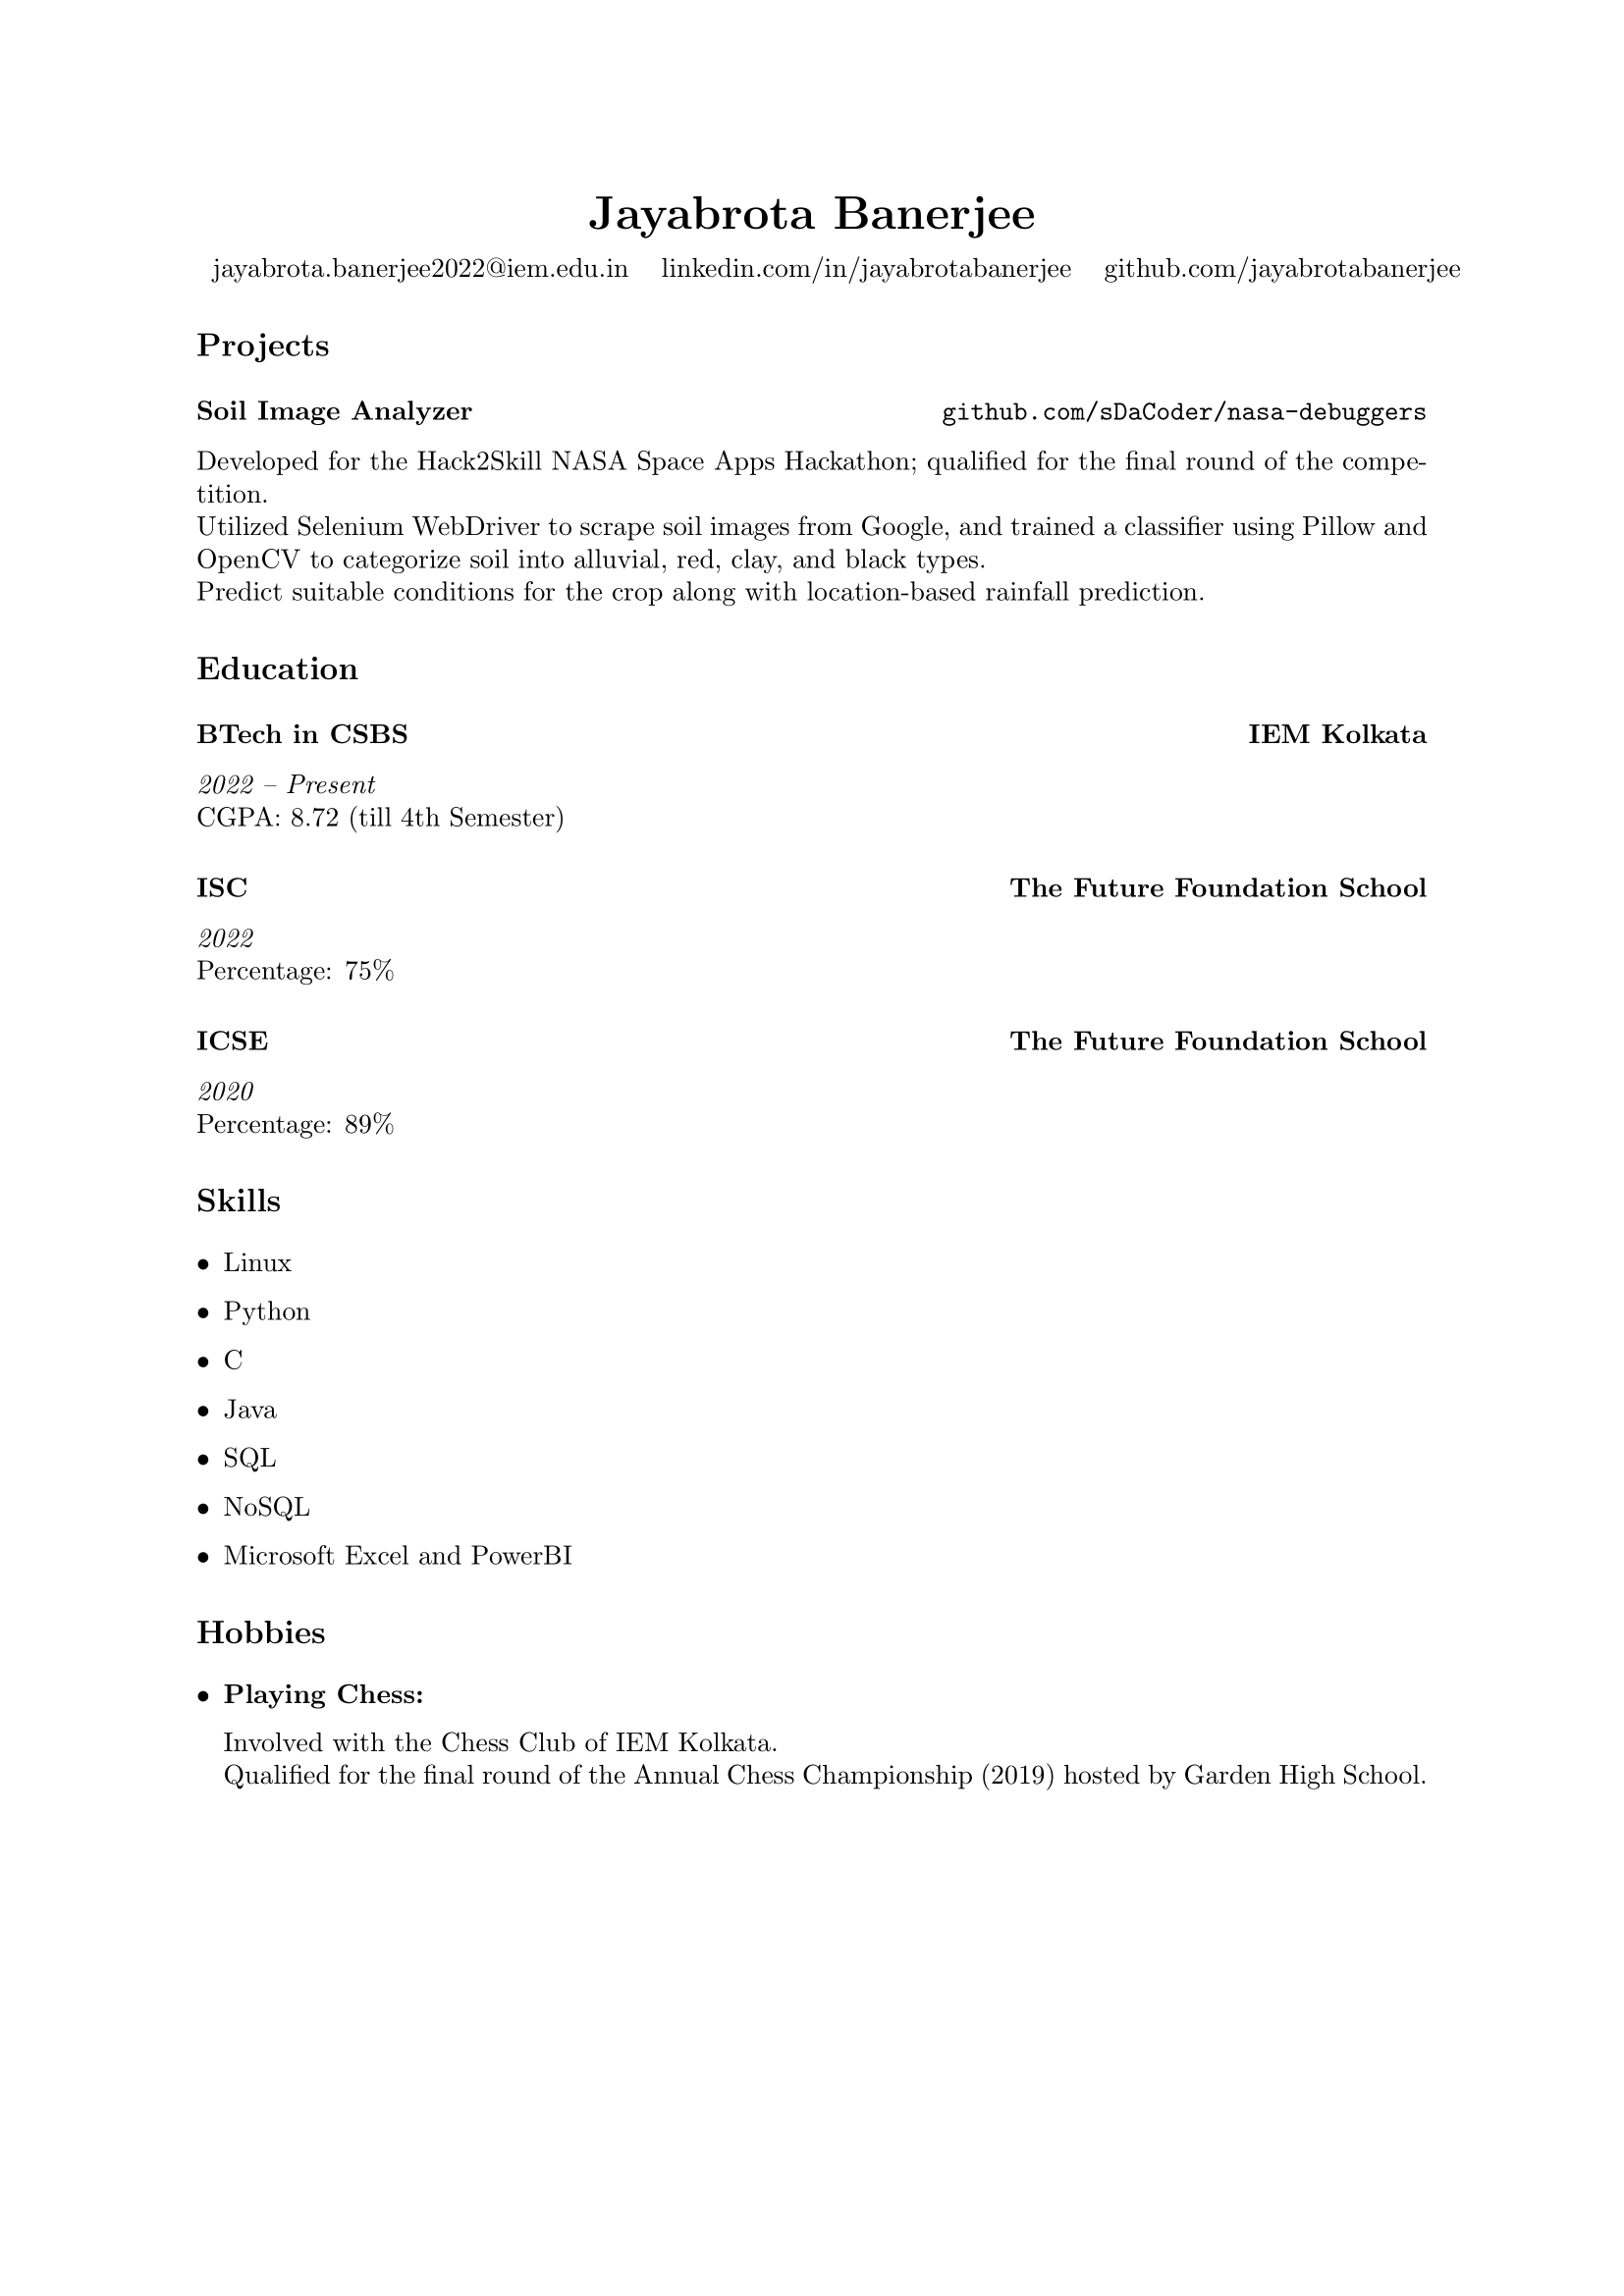 Jayabrota Banerjee
jayabrota.banerjee2022@iem.edu.in linkedin.com/in/jayabrotabanerjee github.com/jayabrotabanerjee
Projects
Soil Image Analyzer github.com/sDaCoder/nasa-debuggers
Developed for the Hack2Skill NASA Space Apps Hackathon; qualified for the final round of the compe-
tition.
Utilized Selenium WebDriver to scrape soil images from Google, and trained a classifier using Pillow and
OpenCV to categorize soil into alluvial, red, clay, and black types.
Predict suitable conditions for the crop along with location-based rainfall prediction.
Education
BTech in CSBS IEM Kolkata
2022 – Present
CGPA: 8.72 (till 4th Semester)
ISC The Future Foundation School
2022
Percentage: 75%
ICSE The Future Foundation School
2020
Percentage: 89%
Skills
• Linux
• Python
• C
• Java
• SQL
• NoSQL
• Microsoft Excel and PowerBI
Hobbies
• Playing Chess:
Involved with the Chess Club of IEM Kolkata.
Qualified for the final round of the Annual Chess Championship (2019) hosted by Garden High School.